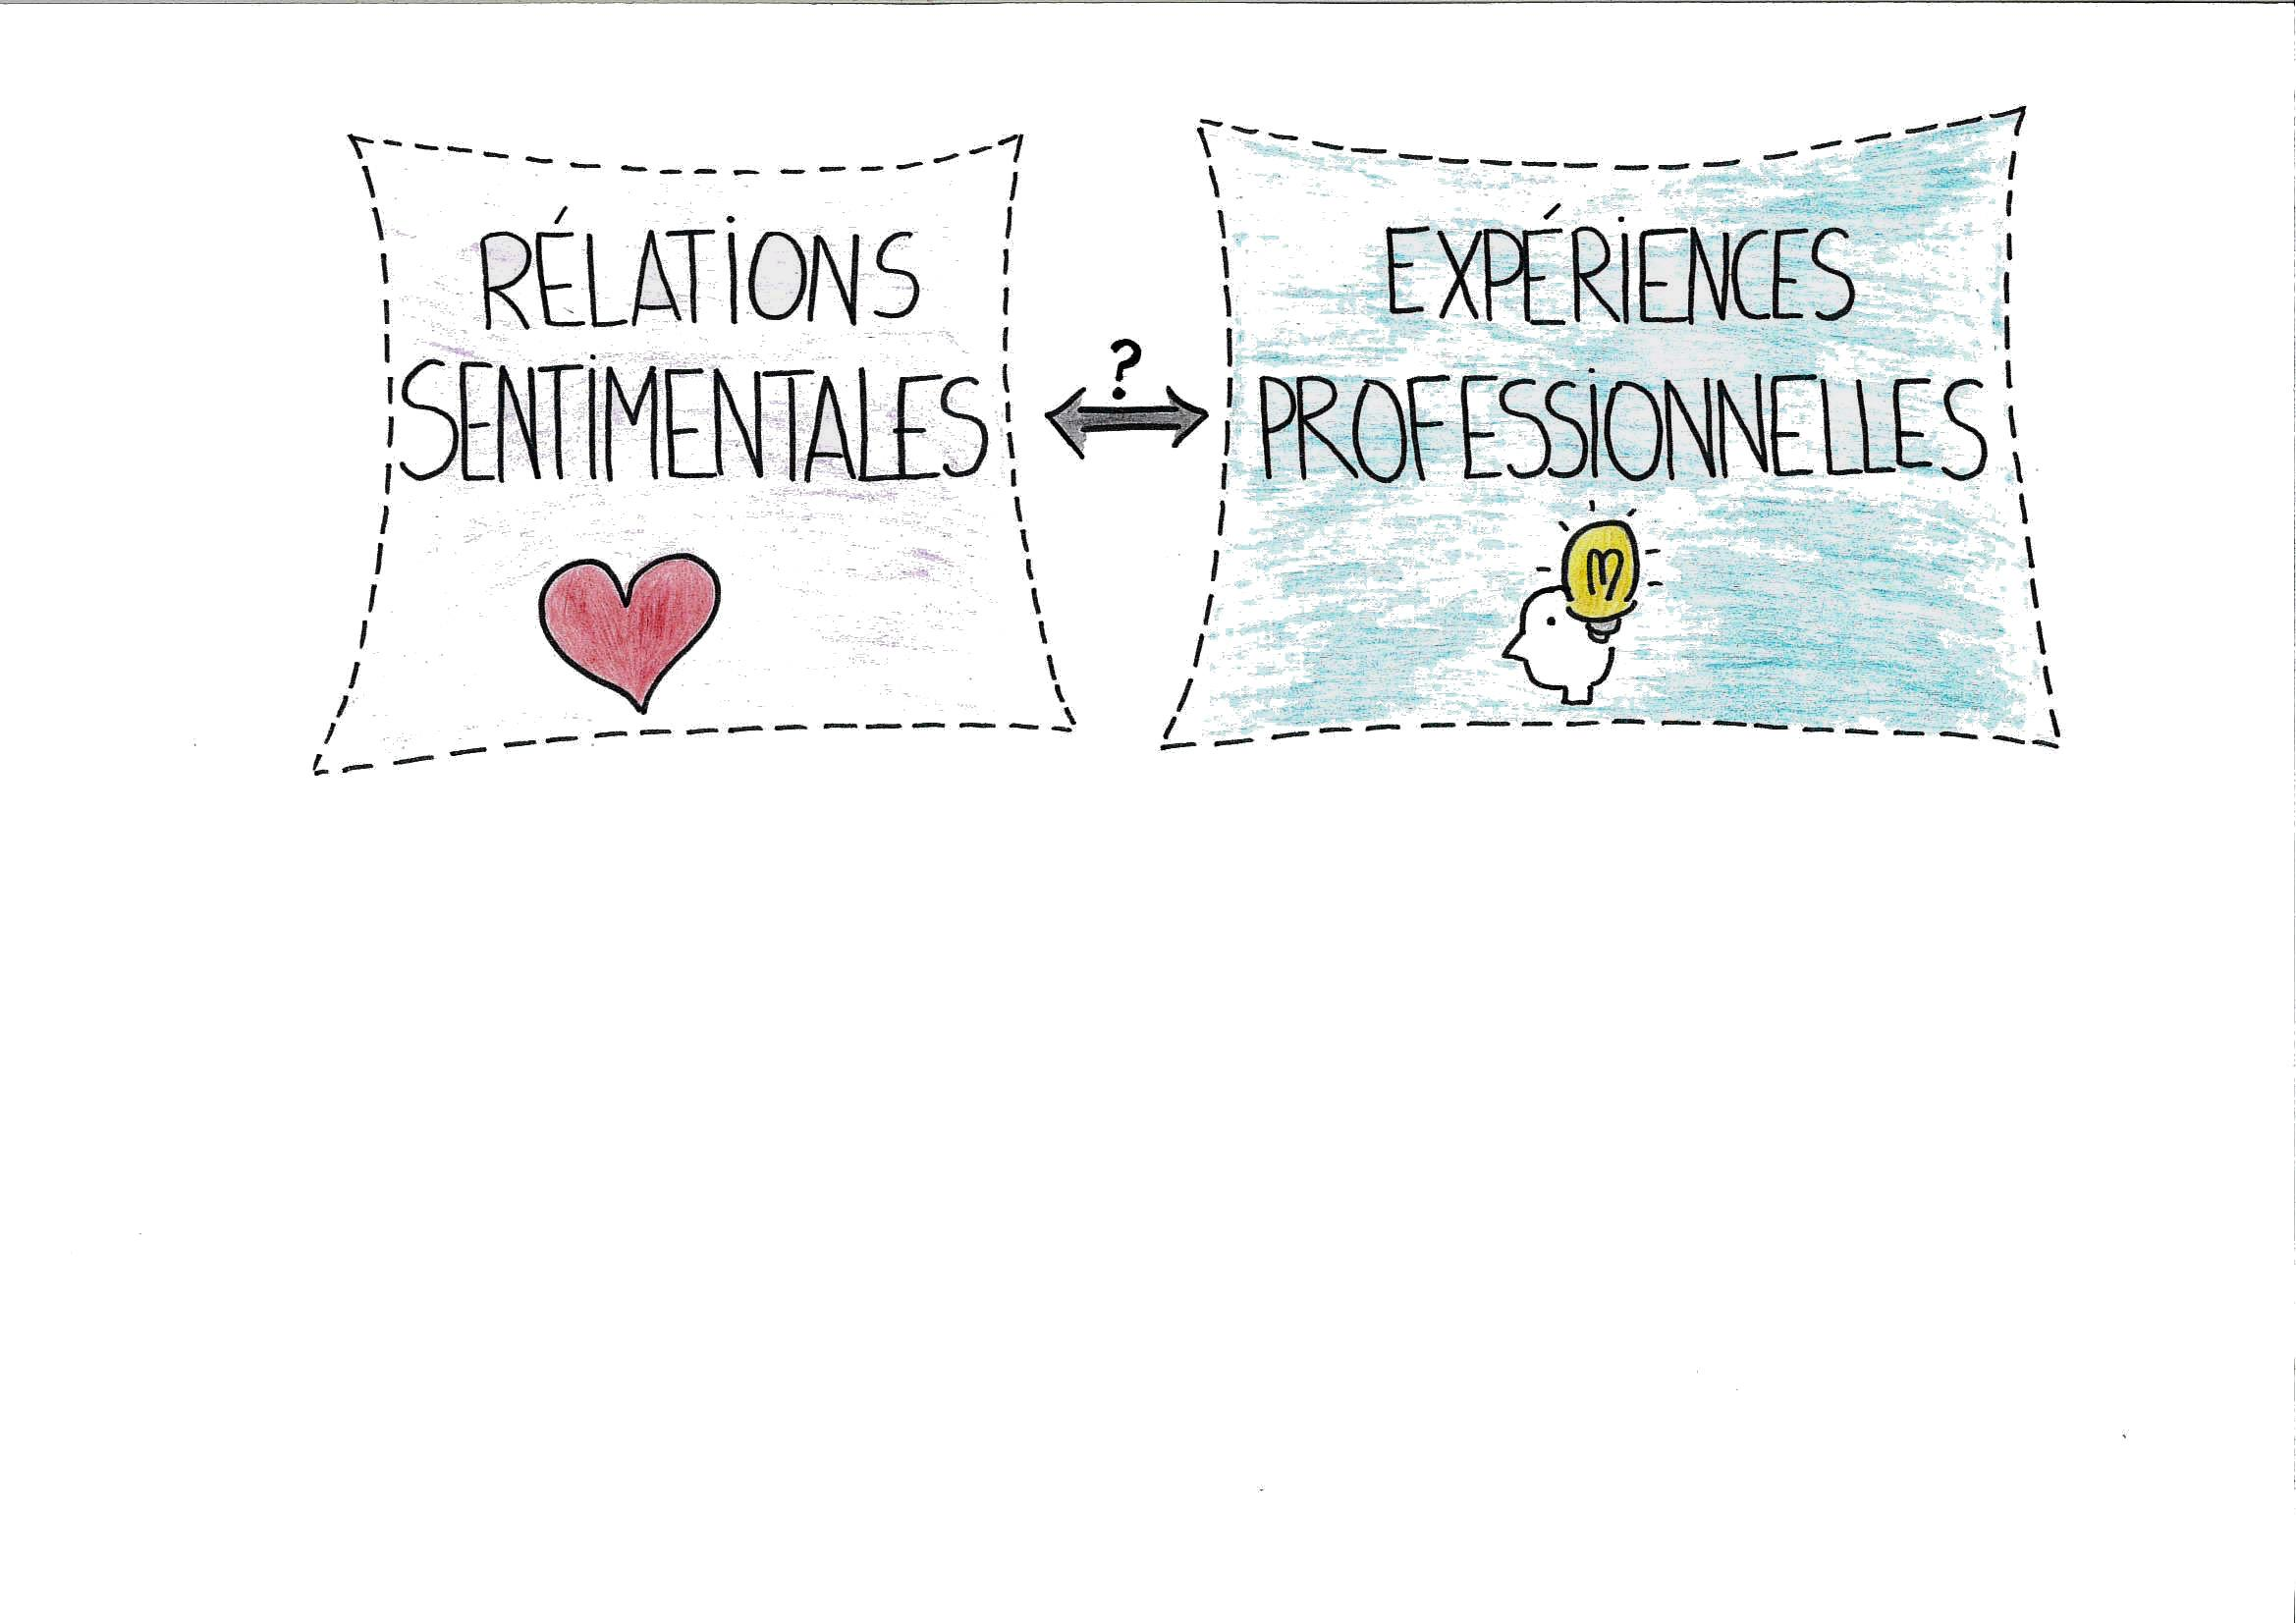 RÉLATIONS
SENTIMENTALES
?
EXPÉRIENCES
PROFESSIONNELLES